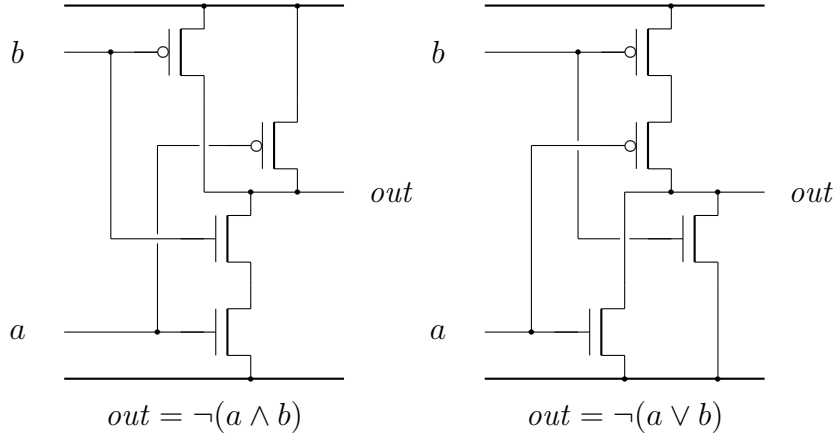 b b
out out
a a
out = ¬(a ∧ b) out = ¬(a ∨ b)